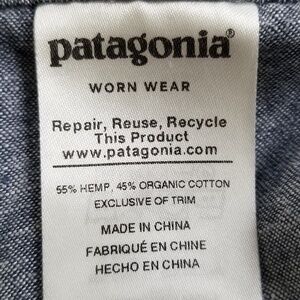 patagonia®
WORN WEAR
Repair, Reuse, Recycle
This Product
www.patagonia.com
55% HEMP, 45% ORGANIC COTTON
EXCLUSIVE OF TRIM
MADE IN CHINA
FABRIQUÉ EN CHINE
HECHO EN CHINA